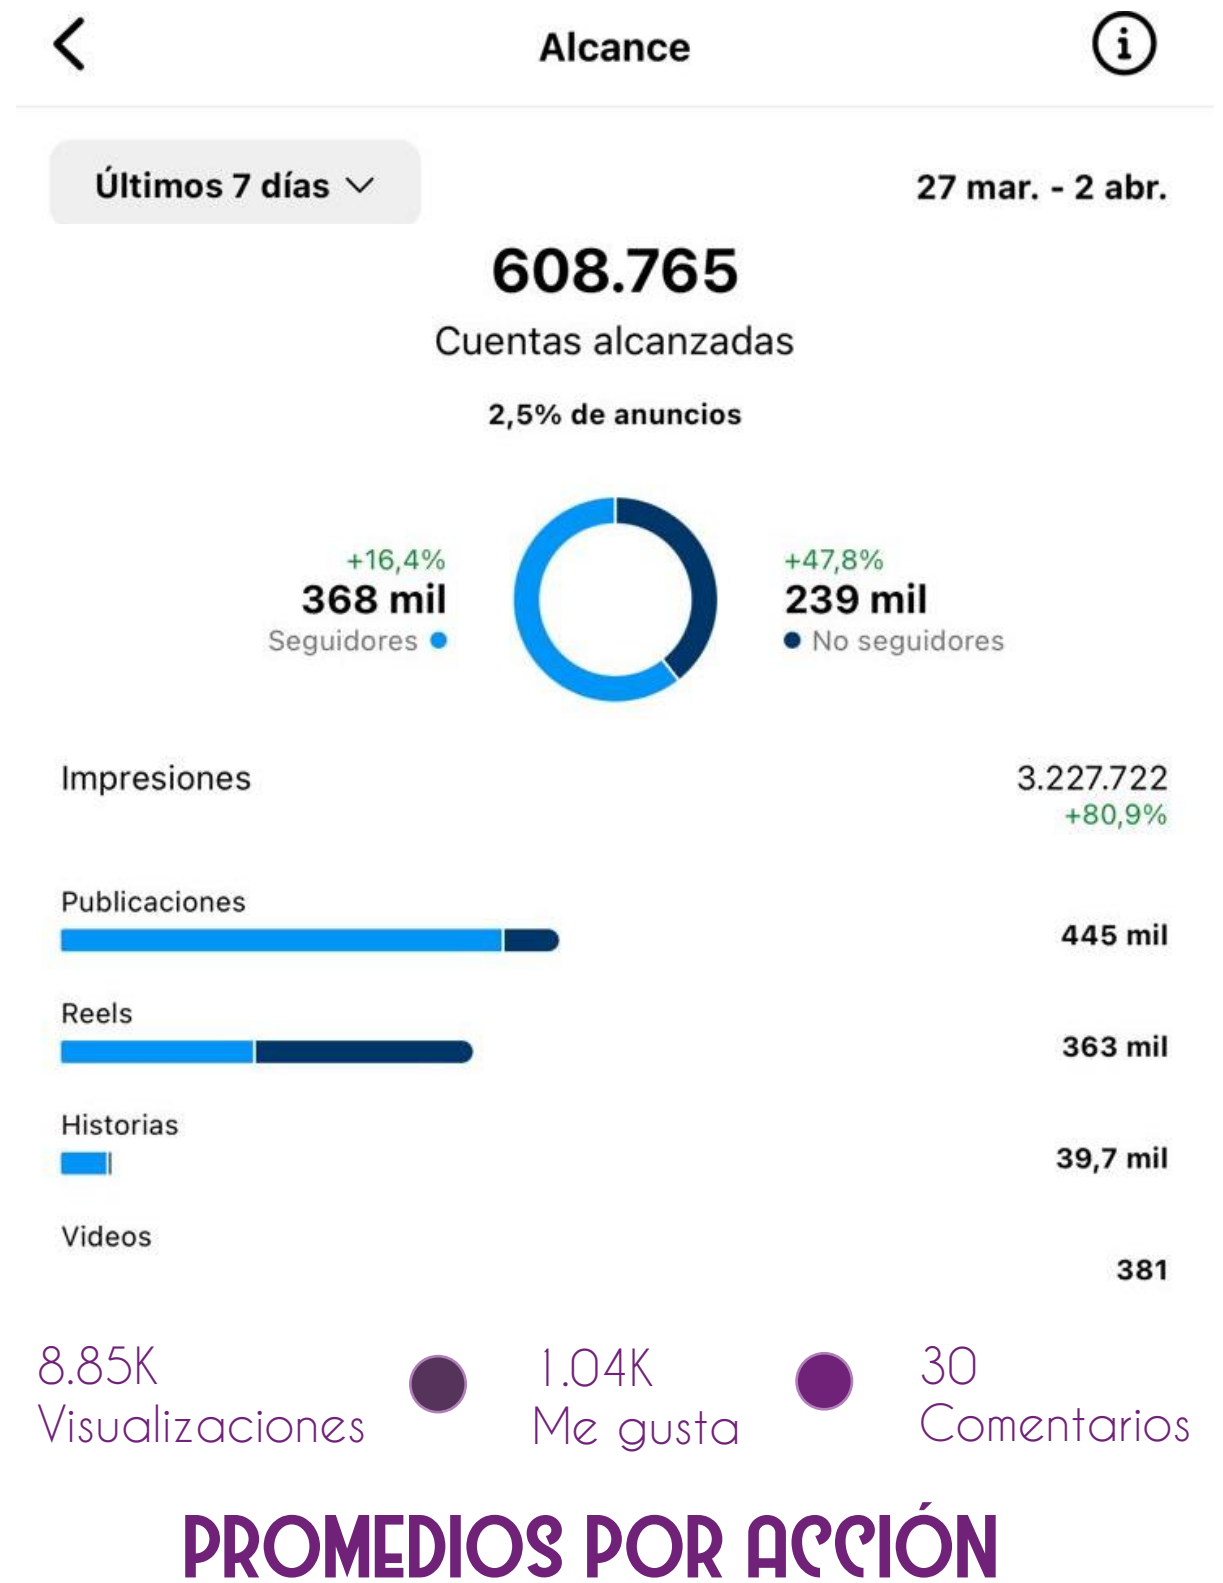 Alcance
Últimos 7 días
27 mar. - 2 abr.
608.765
Cuentas alcanzadas
2,5% de anuncios
+16,4%
368 mil
Seguidores
+47,8%
239 mil
No seguidores
Impresiones
3.227.722
+80,9%
Publicaciones
445 mil
Reels
363 mil
Historias
39,7 mil
Videos
381
8.85K
Visualizaciones
1.04K
Me gusta
30
Comentarios
PROMEDIOS POR ACCIÓN